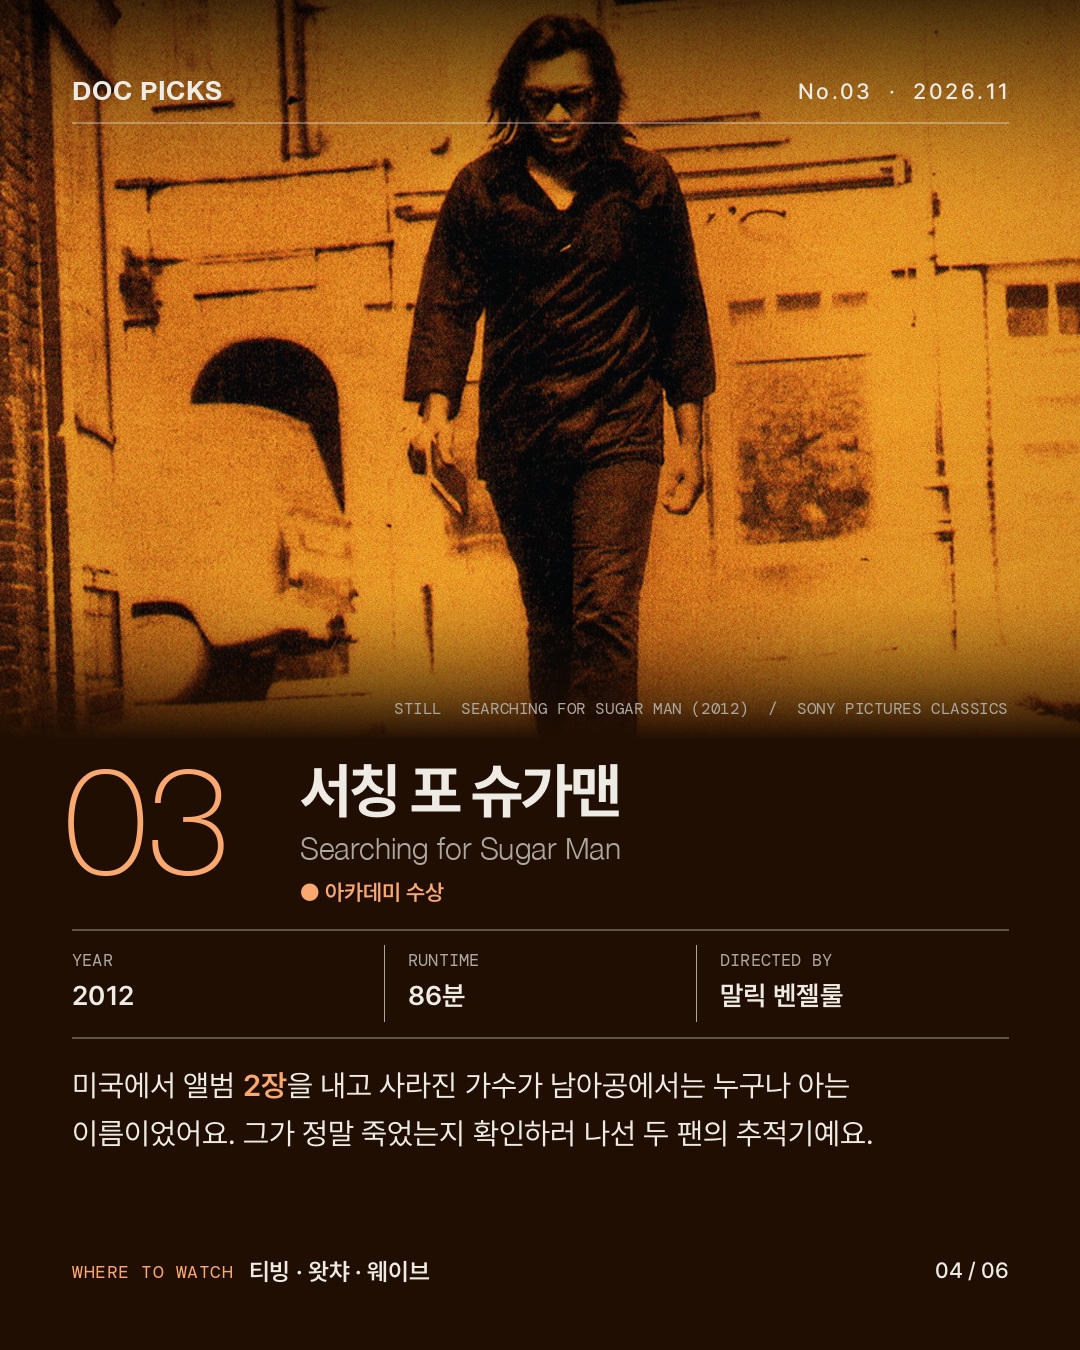 DOC PICKS
No.03 · 2026.11
STILL SEARCHING FOR SUGAR MAN (2012) / SONY PICTURES CLASSICS
03
서칭 포 슈가맨
Searching for Sugar Man
● 아카데미 수상
YEAR
2012
RUNTIME
86분
DIRECTED BY
말릭 벤젤룰
미국에서 앨범 2장을 내고 사라진 가수가 남아공에서는 누구나 아는
이름이었어요. 그가 정말 죽었는지 확인하러 나선 두 팬의 추적기예요.
WHERE TO WATCH 티빙 · 왓챠 · 웨이브
04 / 06